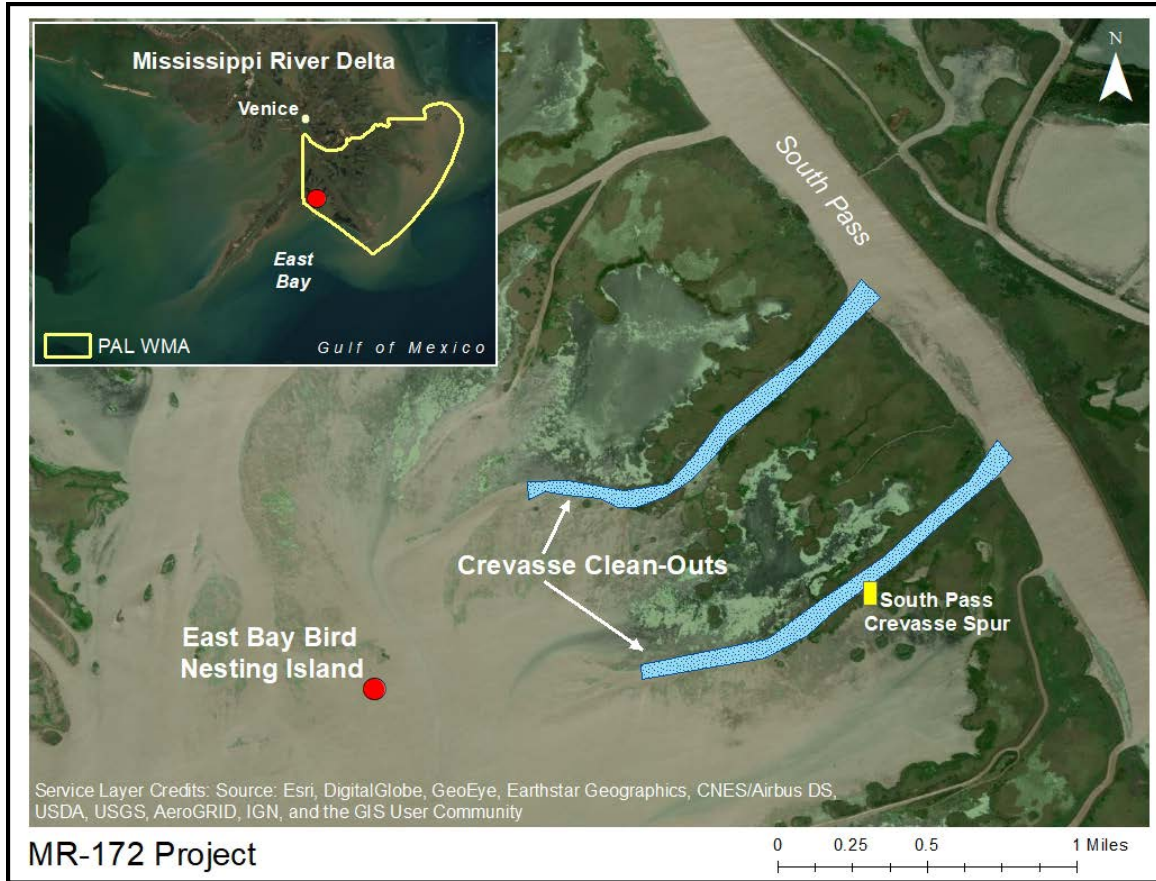 Mississippi River Delta
Venice
East
Bay
PAL WMA
Gulf of Mexico
N
South Pass
Crevasse Clean-Outs
South Pass
Crevasse Spur
East Bay Bird
Nesting Island
Service Layer Credits: Source: Esri, DigitalGlobe, GeoEye, Earthstar Geographics, CNES/Airbus DS,
USDA, USGS, AeroGRID, IGN, and the GIS User Community
MR-172 Project
0 0.25 0.5 1 Miles